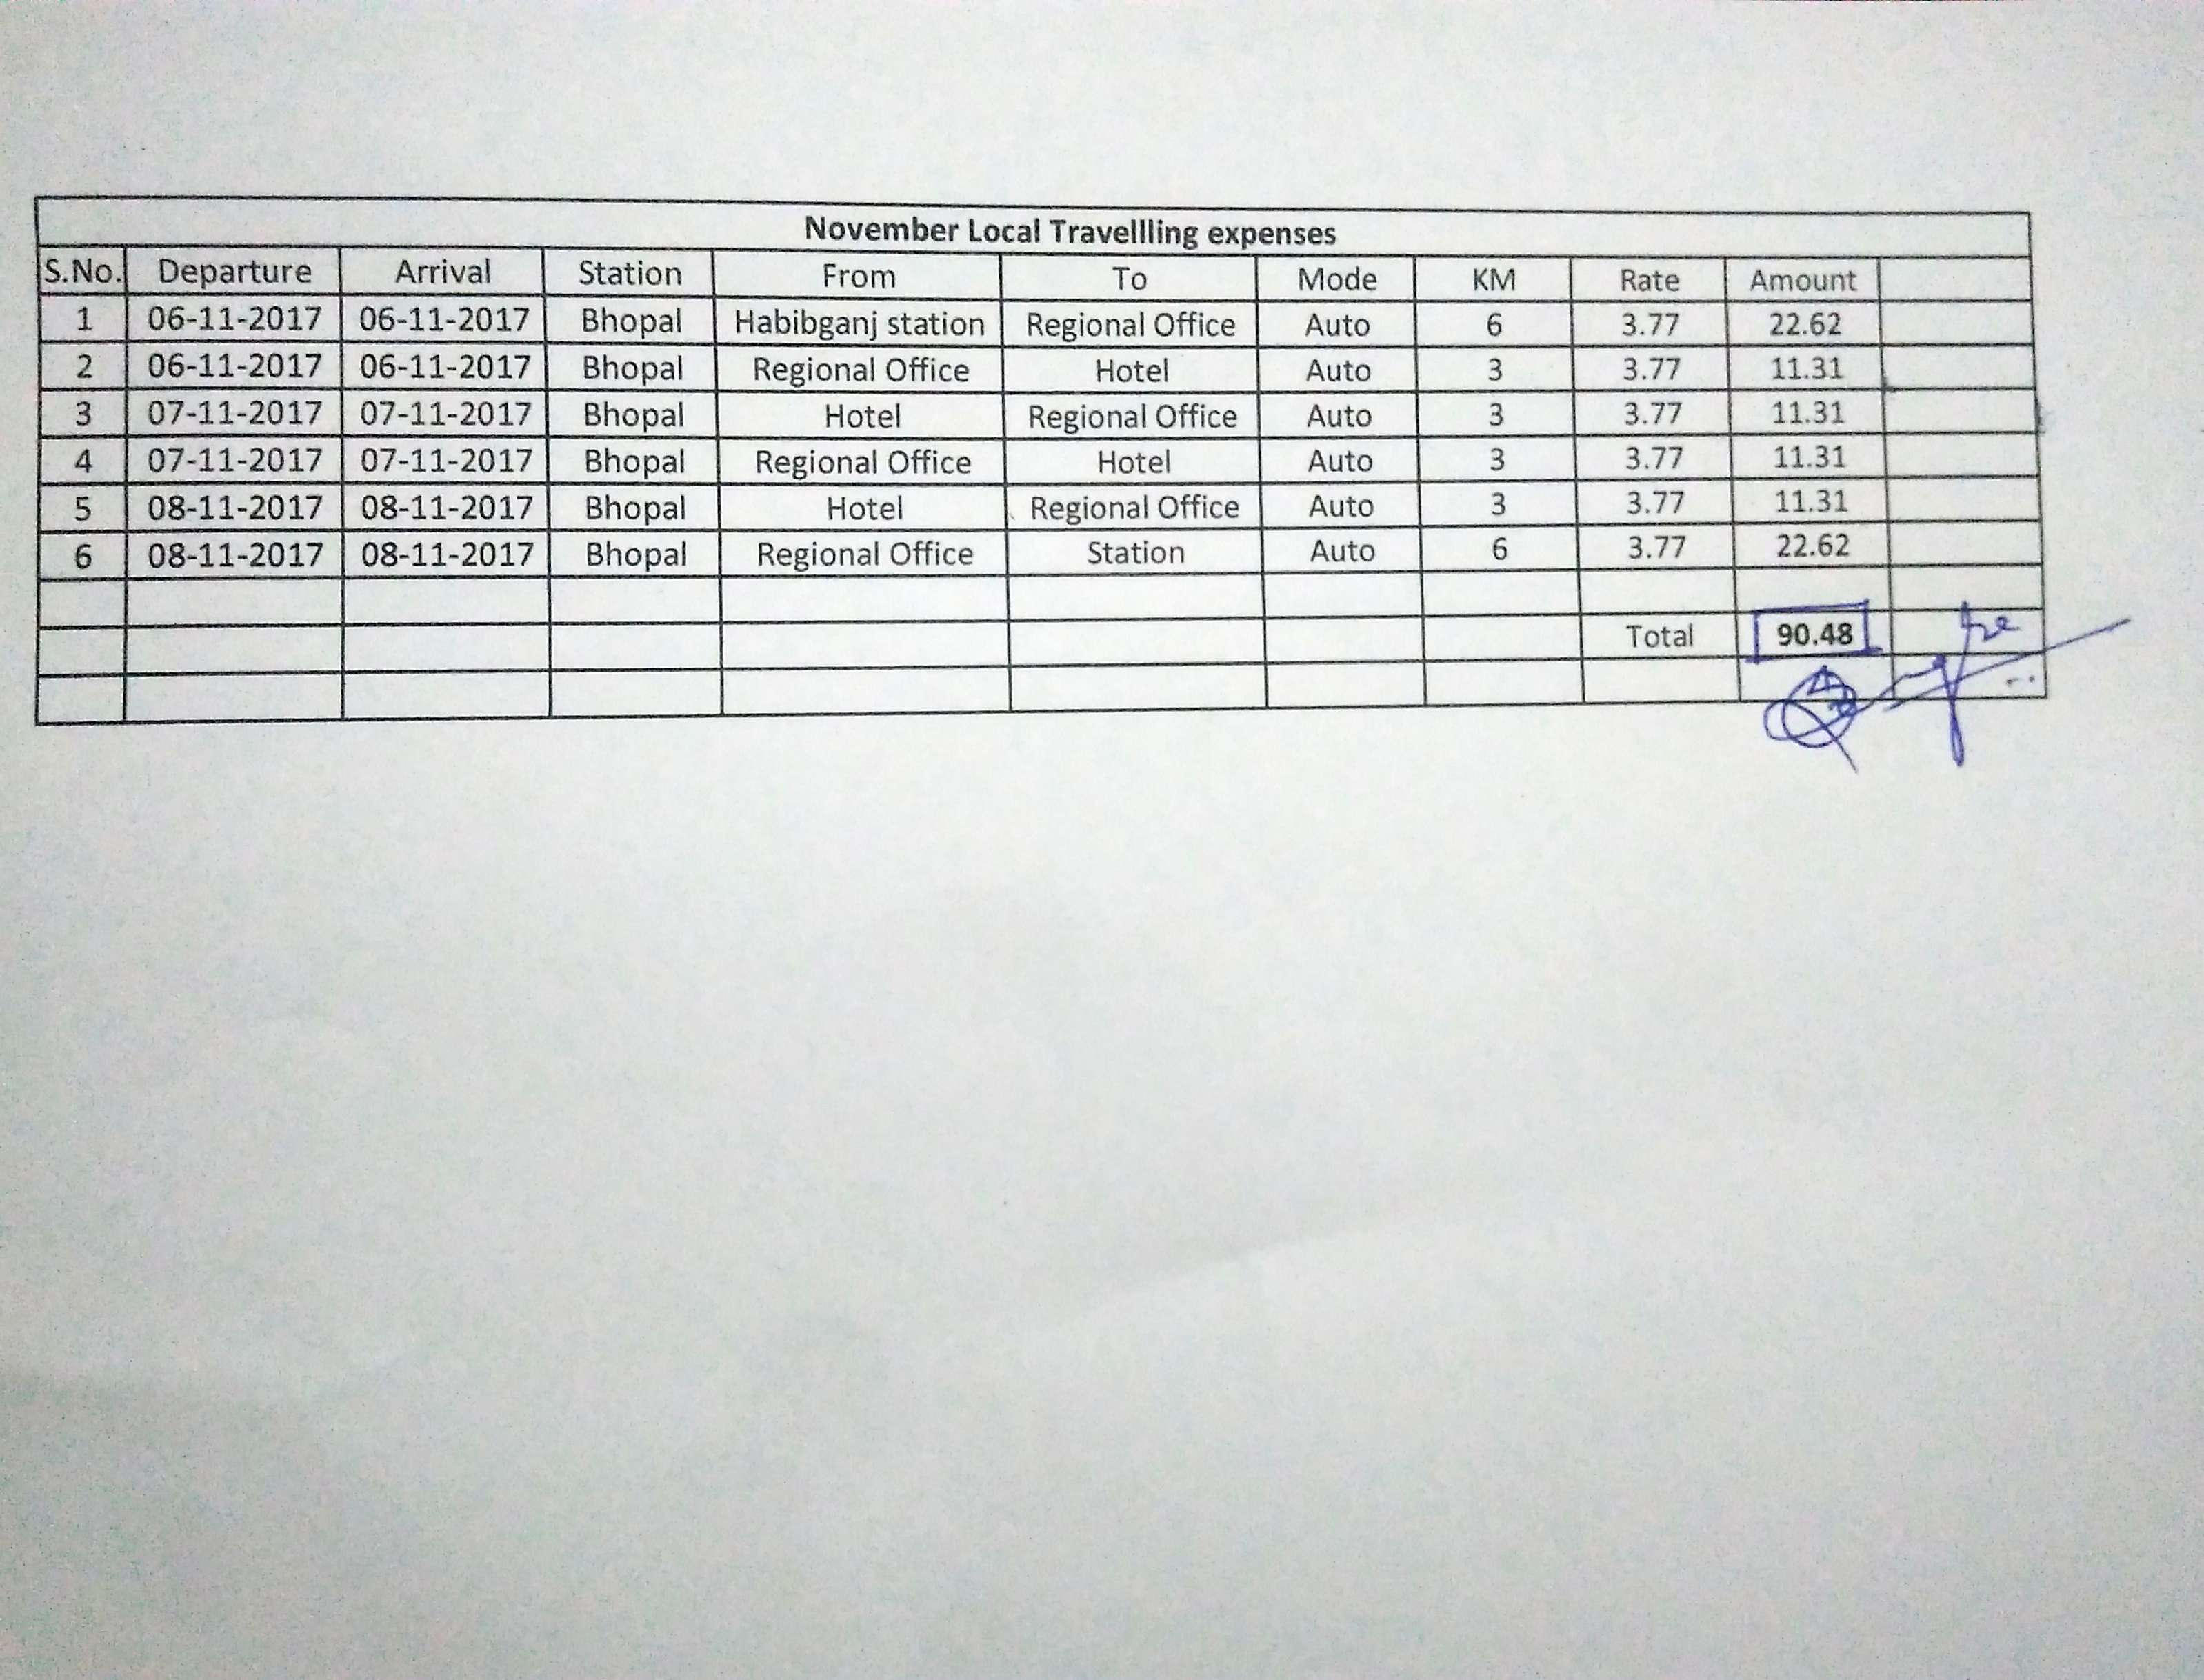 November Local Travellling expenses
S.No. Departure Arrival Station From To Mode KM Rate Amount
1 06-11-2017 06-11-2017 Bhopal Habibganj station Regional Office Auto 6 3.77 22.62
2 06-11-2017 06-11-2017 Bhopal Regional Office Hotel Auto 3 3.77 11.31
3 07-11-2017 07-11-2017 Bhopal Hotel Regional Office Auto 3 3.77 11.31
4 07-11-2017 07-11-2017 Bhopal Regional Office Hotel Auto 3 3.77 11.31
5 08-11-2017 08-11-2017 Bhopal Hotel Regional Office Auto 3 3.77 11.31
6 08-11-2017 08-11-2017 Bhopal Regional Office Station Auto 6 3.77 22.62
Total 90.48